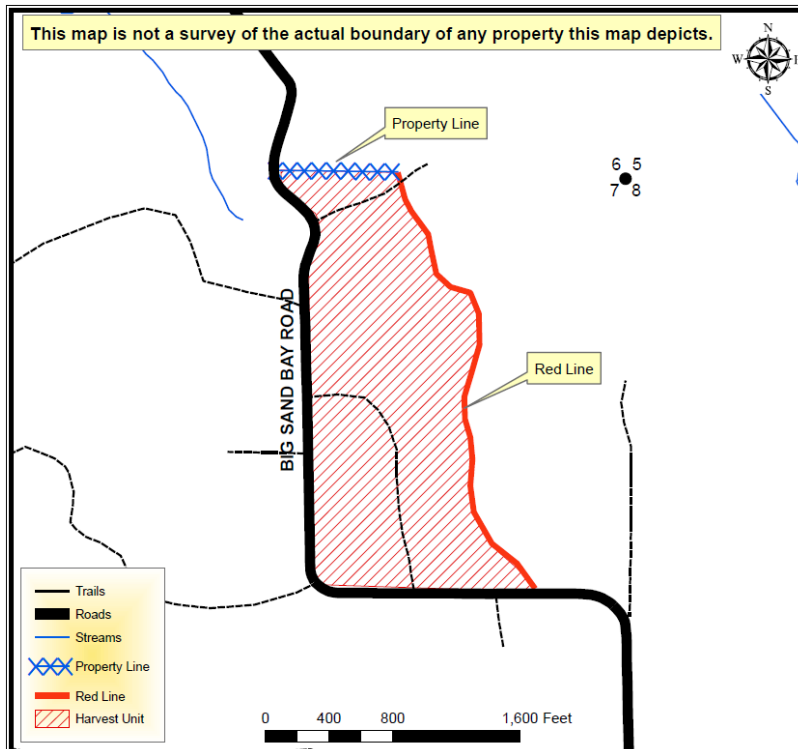 This map is not a survey of the actual boundary of any property this map depicts.
N
W
S
Property Line
6 5
7 8
BIG SAND BAY ROAD
Red Line
Trails
Roads
Streams
Property Line
Red Line
Harvest Unit
0 400 800 1,600 Feet